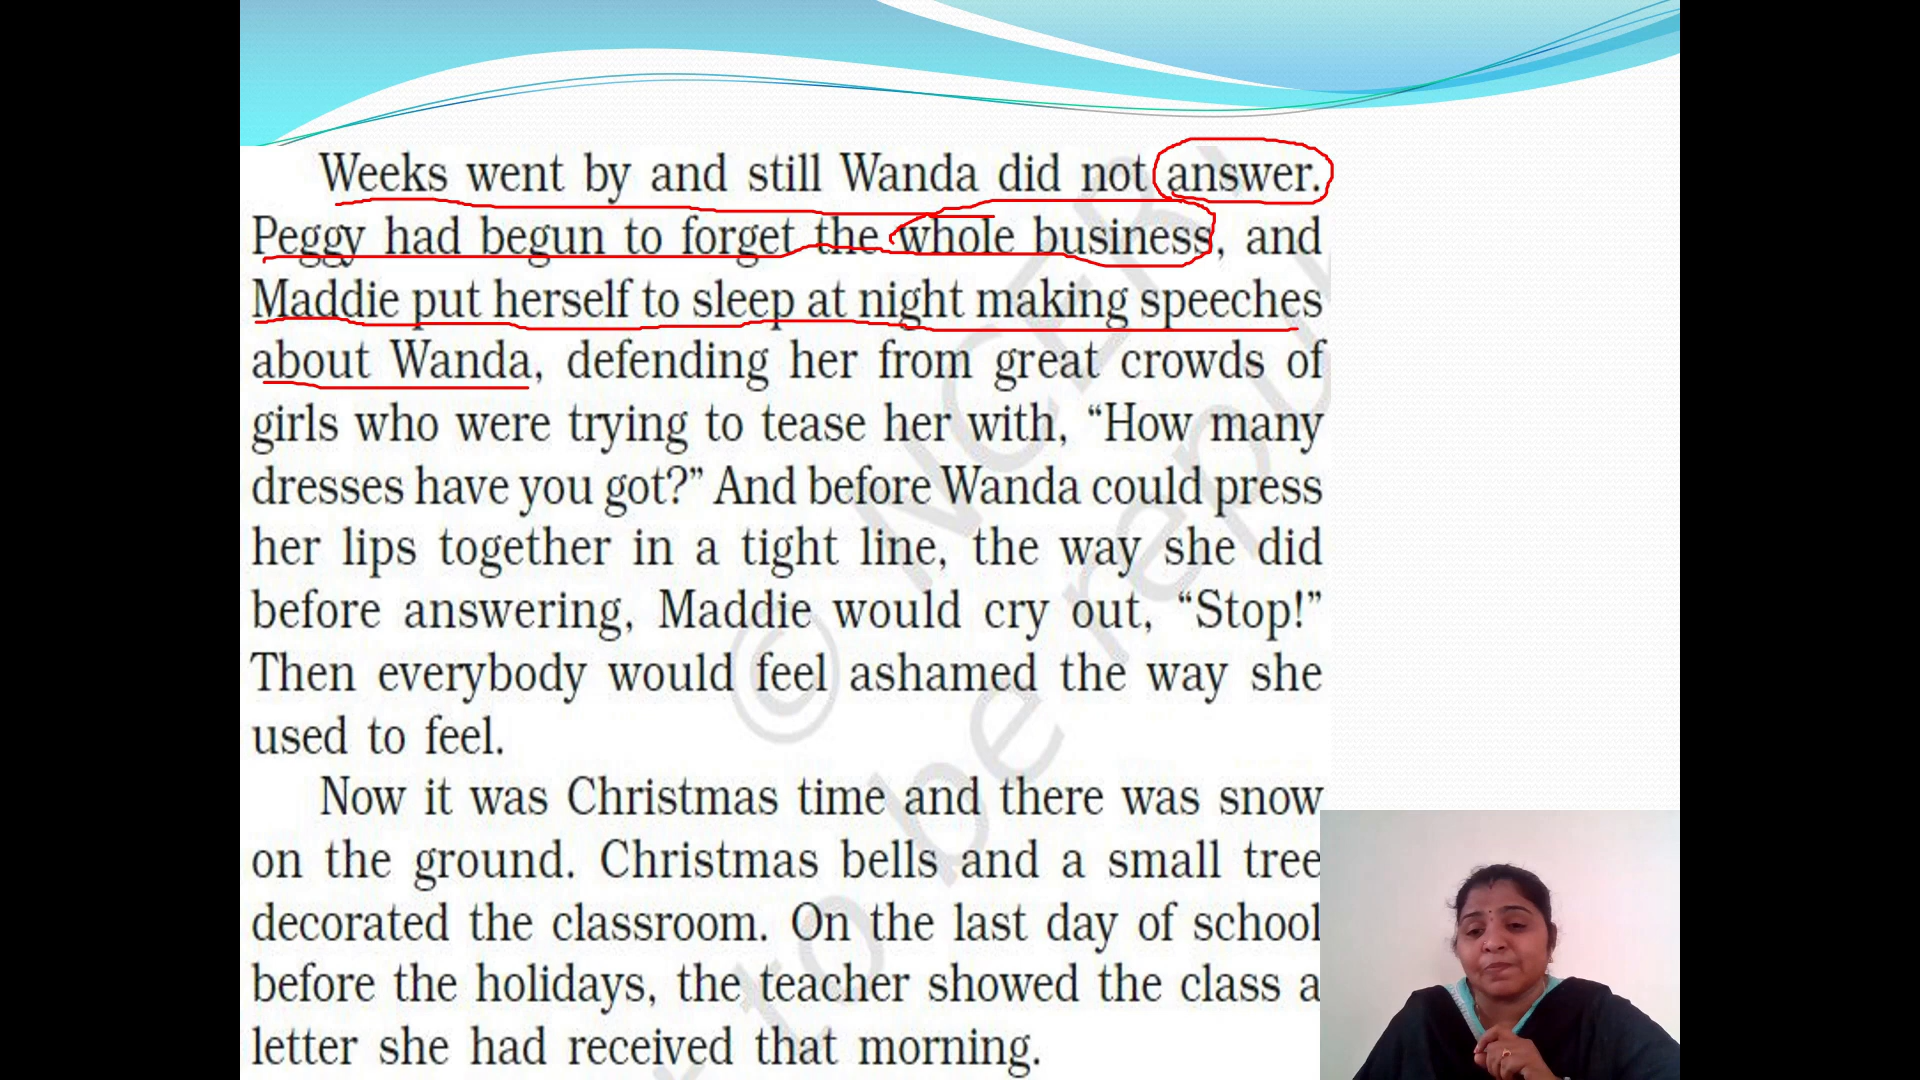 Weeks went by and still Wanda did not answer.
Peggy had begun to forget the whole business, and
Maddie put herself to sleep at night making speeches
about Wanda, defending her from great crowds of
girls who were trying to tease her with, “How many
dresses have you got?” And before Wanda could press
her lips together in a tight line, the way she did
before answering, Maddie would cry out, “Stop!”
Then everybody would feel ashamed the way she
used to feel.
Now it was Christmas time and there was snow
on the ground. Christmas bells and a small tree
decorated the classroom. On the last day of school
before the holidays, the teacher showed the class a
letter she had received that morning.
© NCER
to be repu